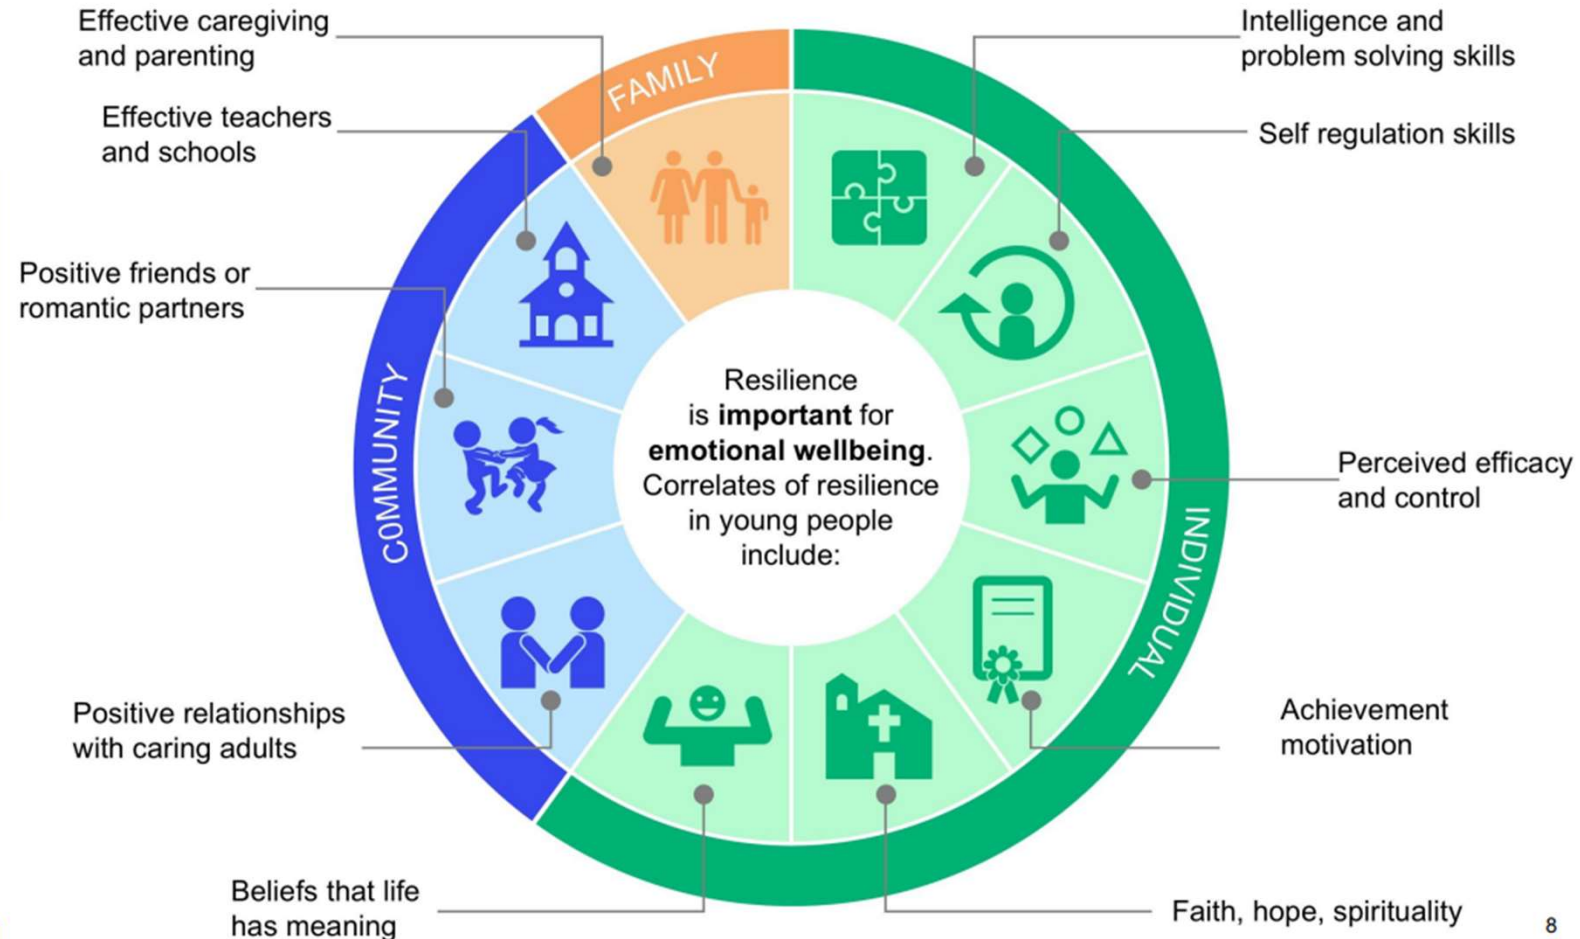 Effective caregiving
and parenting
Effective teachers
and schools
Positive friends or
romantic partners
Positive relationships
with caring adults
Beliefs that life
has meaning
FAMILY
COMMUNITY
INDIVIDUAL
Resilience
is important for
emotional wellbeing.
Correlates of resilience
in young people
include:
Intelligence and
problem solving skills
Self regulation skills
Perceived efficacy
and control
Achievement
motivation
Faith, hope, spirituality
8